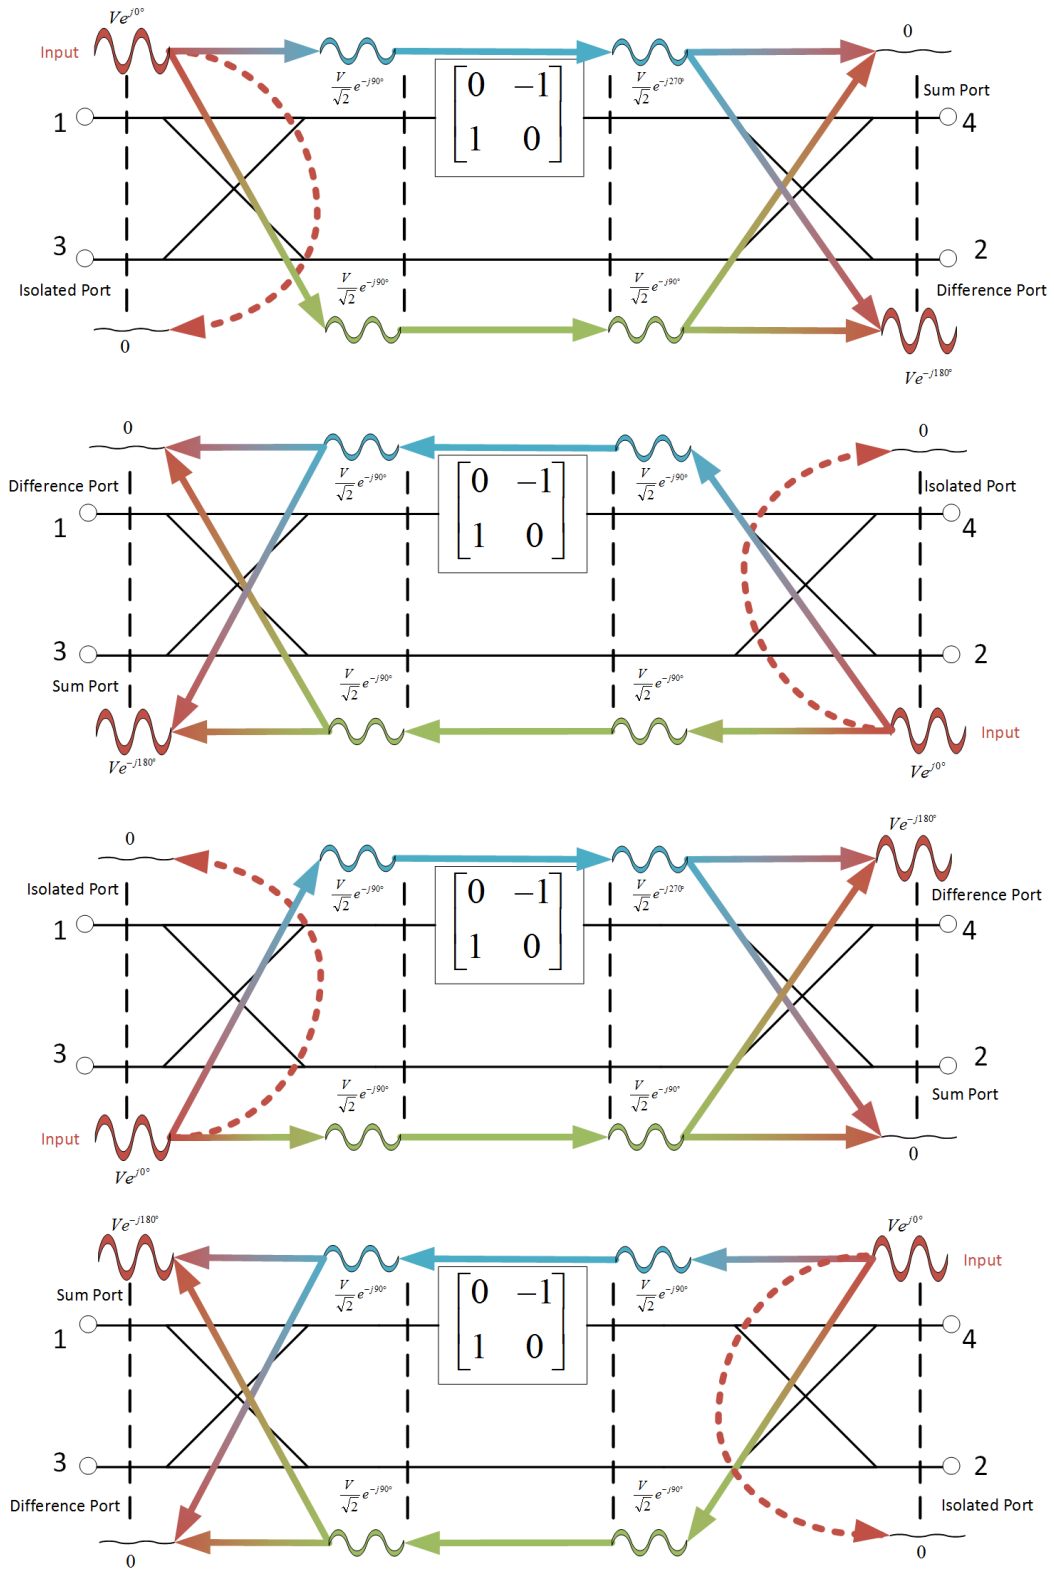 Ve^{j0°}
Input
0
V/√2 e^{-j90°}
V/√2 e^{-j270°}
[0 −1
1 0]
Sum Port
1
4
3
2
Isolated Port
V/√2 e^{-j90°}
V/√2 e^{-j90°}
Difference Port
0
Ve^{-j180°}
0
0
Difference Port
V/√2 e^{-j90°}
V/√2 e^{-j90°}
[0 −1
1 0]
Isolated Port
1
4
3
2
Sum Port
V/√2 e^{-j90°}
V/√2 e^{-j90°}
Input
Ve^{-j180°}
Ve^{j0°}
Ve^{-j180°}
0
Isolated Port
V/√2 e^{-j90°}
V/√2 e^{-j270°}
[0 −1
1 0]
Difference Port
1
4
3
2
V/√2 e^{-j90°}
V/√2 e^{-j90°}
Sum Port
Input
0
Ve^{j0°}
Ve^{-j180°}
Ve^{j0°}
Input
Sum Port
V/√2 e^{-j90°}
V/√2 e^{-j90°}
[0 −1
1 0]
1
4
3
2
Difference Port
V/√2 e^{-j90°}
V/√2 e^{-j90°}
Isolated Port
0
0